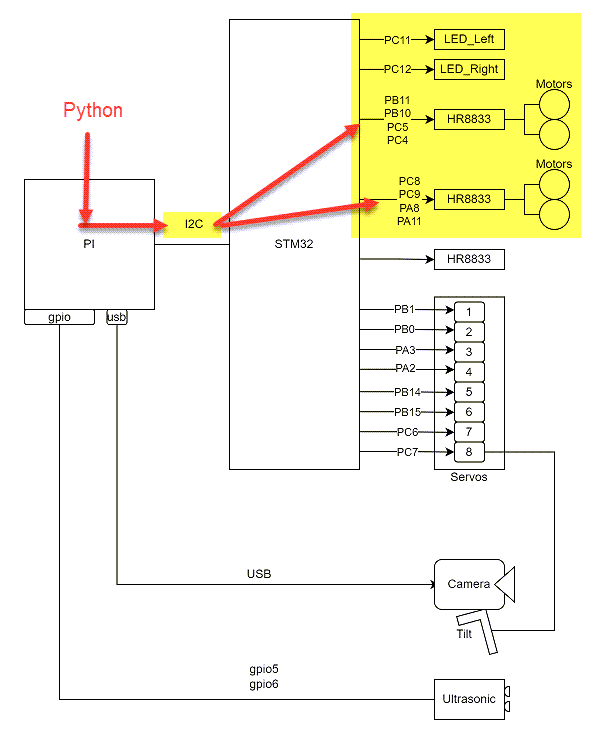 PC11
LED_Left
PC12
LED_Right
Python
PB11
PB10
PC5
PC4
HR8833
Motors
PC8
PC9
PA8
PA11
HR8833
Motors
I2C
PI
STM32
HR8833
gpio
usb
PB1
1
PB0
2
PA3
3
PA2
4
PB14
5
PB15
6
PC6
7
PC7
8
Servos
USB
Camera
Tilt
gpio5
gpio6
Ultrasonic